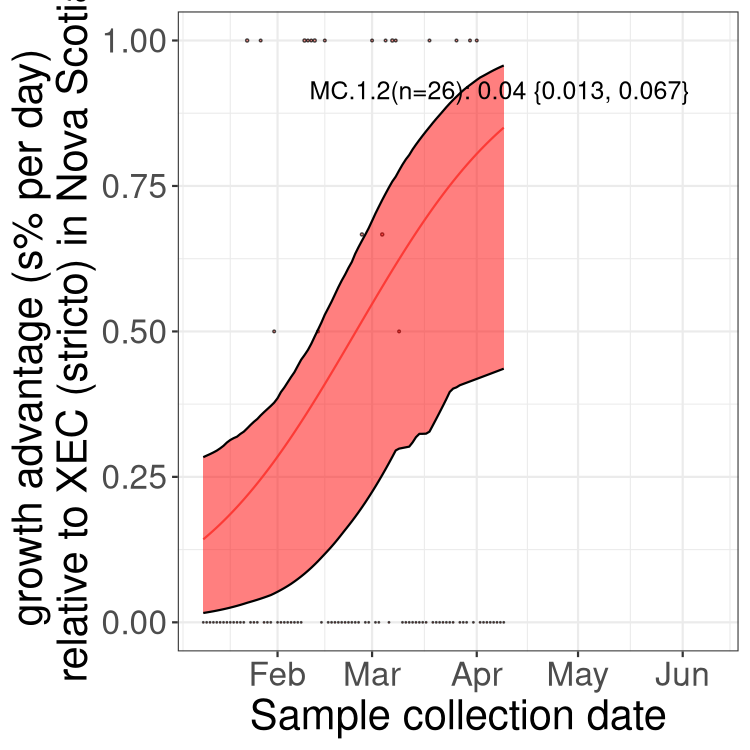 growth advantage (s% per day)
relative to XEC (stricto) in Nova Scotia
1.00
0.75
0.50
0.25
0.00
MC.1.2(n=26): 0.04 {0.013, 0.067}
Feb Mar Apr May Jun
Sample collection date